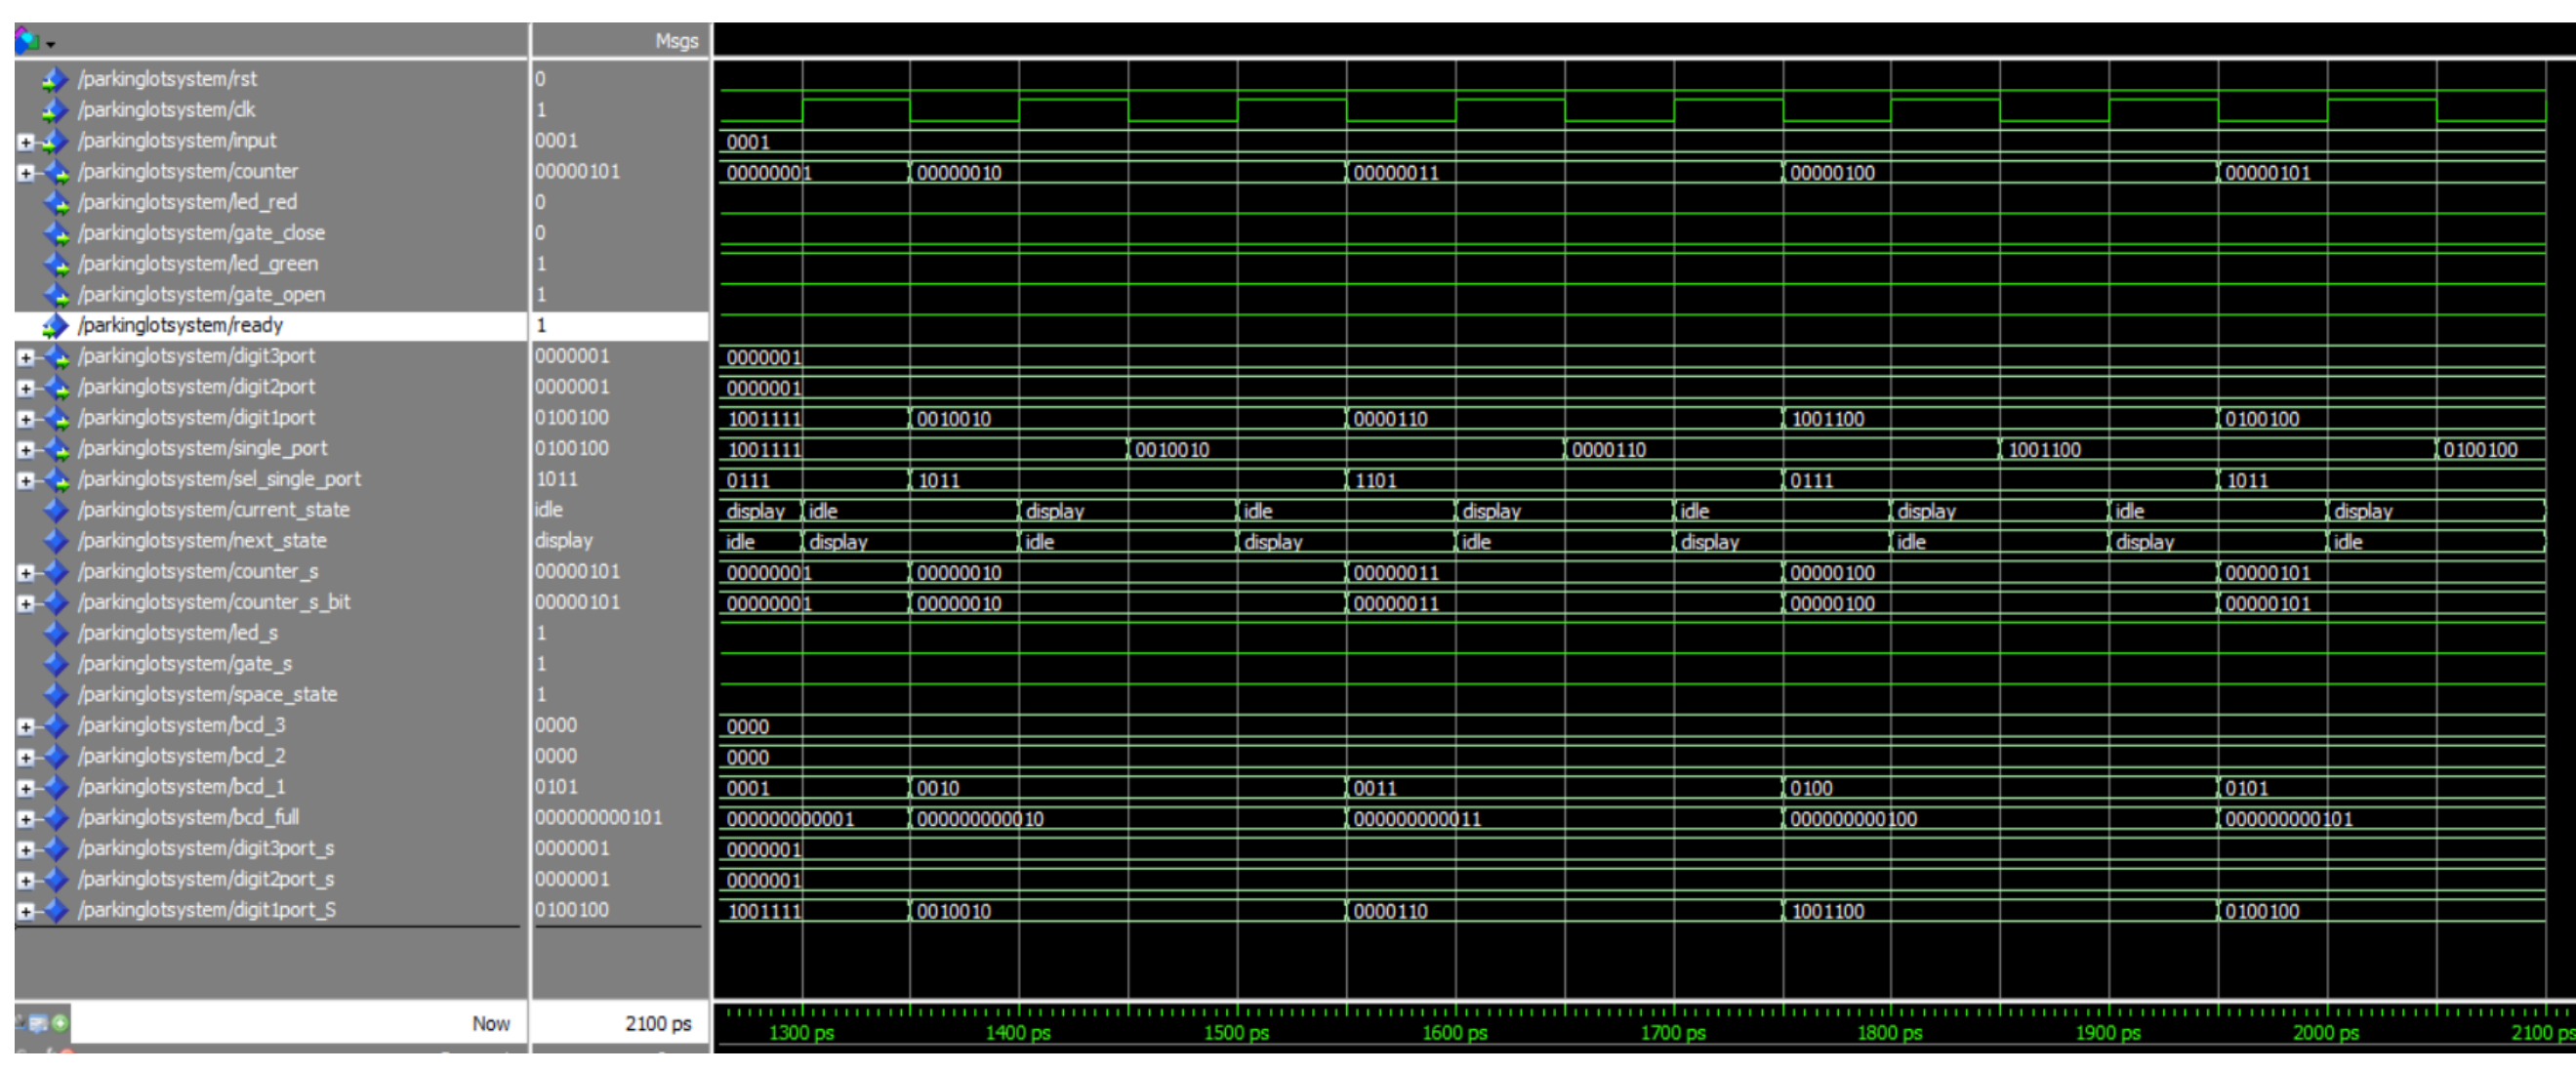 Msgs
/parkinglotsystem/rst 0
/parkinglotsystem/clk 1
/parkinglotsystem/input 0001 0001
/parkinglotsystem/counter 00000101 00000001 00000010 00000011 00000100 00000101
/parkinglotsystem/led_red 0
/parkinglotsystem/gate_close 0
/parkinglotsystem/led_green 1
/parkinglotsystem/gate_open 1
/parkinglotsystem/ready 1
/parkinglotsystem/digit3port 0000001 0000001
/parkinglotsystem/digit2port 0000001 0000001
/parkinglotsystem/digit1port 0100100 1001111 0010010 0000110 1001100 0100100
/parkinglotsystem/single_port 0100100 1001111 0010010 0000110 1001100 0100100
/parkinglotsystem/sel_single_port 1011 0111 1011 1101 0111 1011
/parkinglotsystem/current_state idle display idle display idle display idle display idle display
/parkinglotsystem/next_state display idle display idle display idle display idle display idle
/parkinglotsystem/counter_s 00000101 00000001 00000010 00000011 00000100 00000101
/parkinglotsystem/counter_s_bit 00000101 00000001 00000010 00000011 00000100 00000101
/parkinglotsystem/led_s 1
/parkinglotsystem/gate_s 1
/parkinglotsystem/space_state 1
/parkinglotsystem/bcd_3 0000 0000
/parkinglotsystem/bcd_2 0000 0000
/parkinglotsystem/bcd_1 0101 0001 0010 0011 0100 0101
/parkinglotsystem/bcd_full 000000000101 000000000001 000000000010 000000000011 000000000100 000000000101
/parkinglotsystem/digit3port_s 0000001 0000001
/parkinglotsystem/digit2port_s 0000001 0000001
/parkinglotsystem/digit1port_S 0100100 1001111 0010010 0000110 1001100 0100100
Now 2100 ps
1300 ps 1400 ps 1500 ps 1600 ps 1700 ps 1800 ps 1900 ps 2000 ps 2100 ps